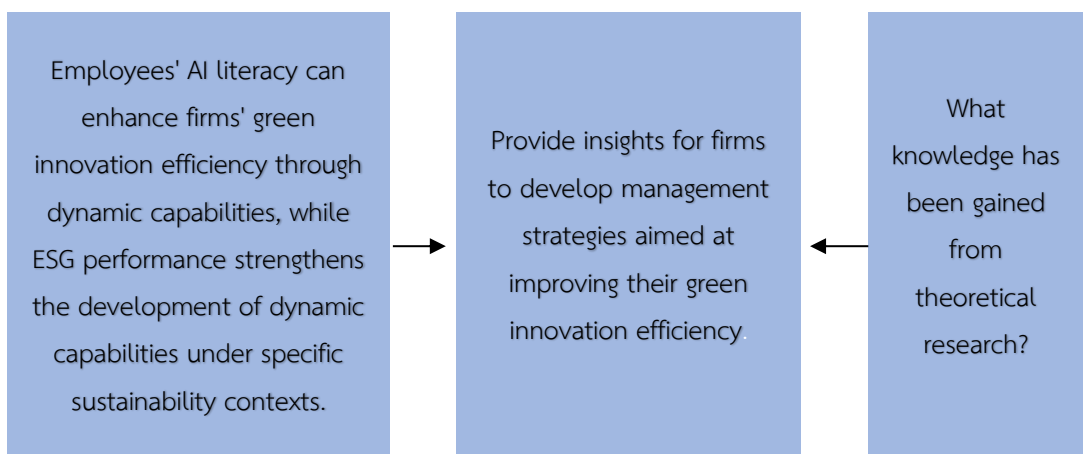 Employees' AI literacy can
enhance firms' green
innovation efficiency through
dynamic capabilities, while
ESG performance strengthens
the development of dynamic
capabilities under specific
sustainability contexts.
Provide insights for firms
to develop management
strategies aimed at
improving their green
innovation efficiency.
What
knowledge has
been gained
from
theoretical
research?